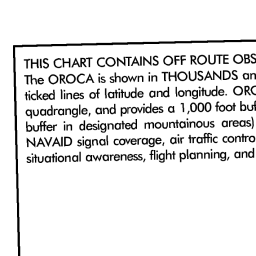 THIS CHART CONTAINS OFF ROUTE OBS
The OROCA is shown in THOUSANDS an
ticked lines of latitude and longitude. ORO
quadrangle, and provides a 1,000 foot buf
buffer in designated mountainous areas)
NAVAID signal coverage, air traffic contro
situational awareness, flight planning, and